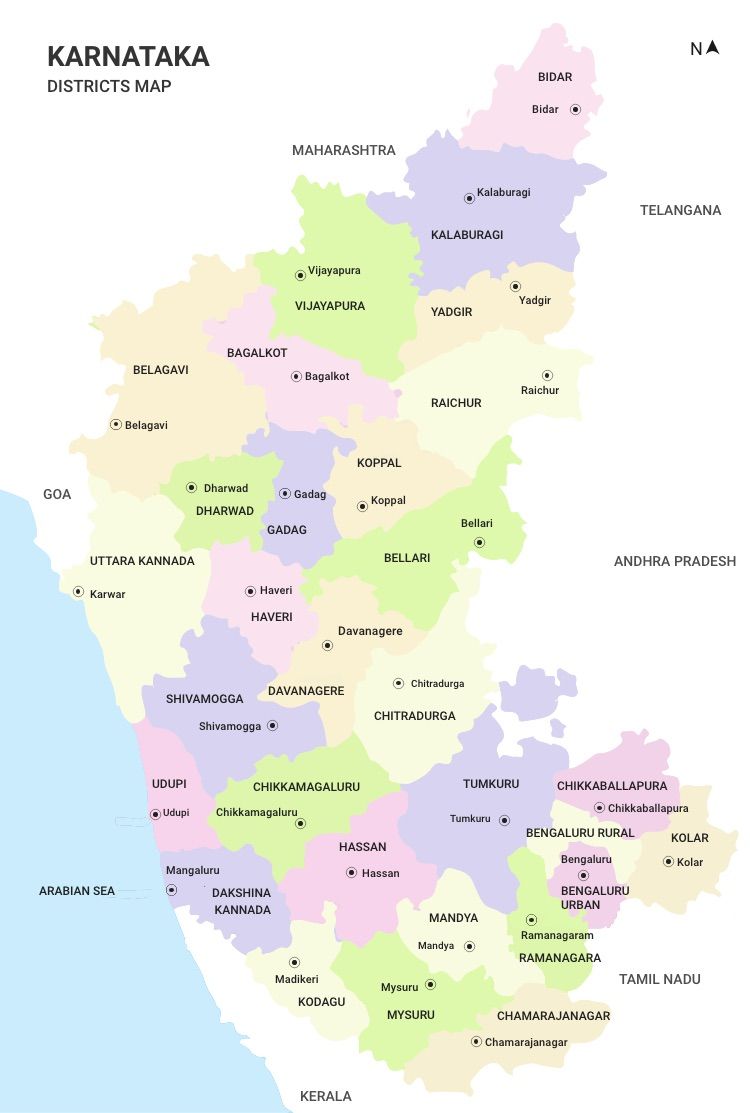 KARNATAKA
DISTRICTS MAP
N
BIDAR
Bidar
MAHARASHTRA
Kalaburagi
TELANGANA
KALABURAGI
Vijayapura
VIJAYAPURA
Yadgir
YADGIR
BAGALKOT
BELAGAVI
Bagalkot
Raichur
RAICHUR
Belagavi
KOPPAL
GOA
Dharwad
DHARWAD
Gadag
GADAG
Koppal
Bellari
BELLARI
UTTARA KANNADA
ANDHRA PRADESH
Karwar
Haveri
HAVERI
Davanagere
DAVANAGERE
Chitradurga
CHITRADURGA
SHIVAMOGGA
Shivamogga
UDUPI
Udupi
CHIKKAMAGALURU
Chikkamagaluru
TUMKURU
Tumkuru
CHIKKABALLAPURA
Chikkaballapura
BENGALURU RURAL
KOLAR
Kolar
HASSAN
Hassan
Bengaluru
BENGALURU
URBAN
Mangaluru
ARABIAN SEA
DAKSHINA
KANNADA
MANDYA
Mandya
Ramanagaram
RAMANAGARA
TAMIL NADU
Madikeri
KODAGU
Mysuru
MYSURU
CHAMARAJANAGAR
Chamarajanagar
KERALA